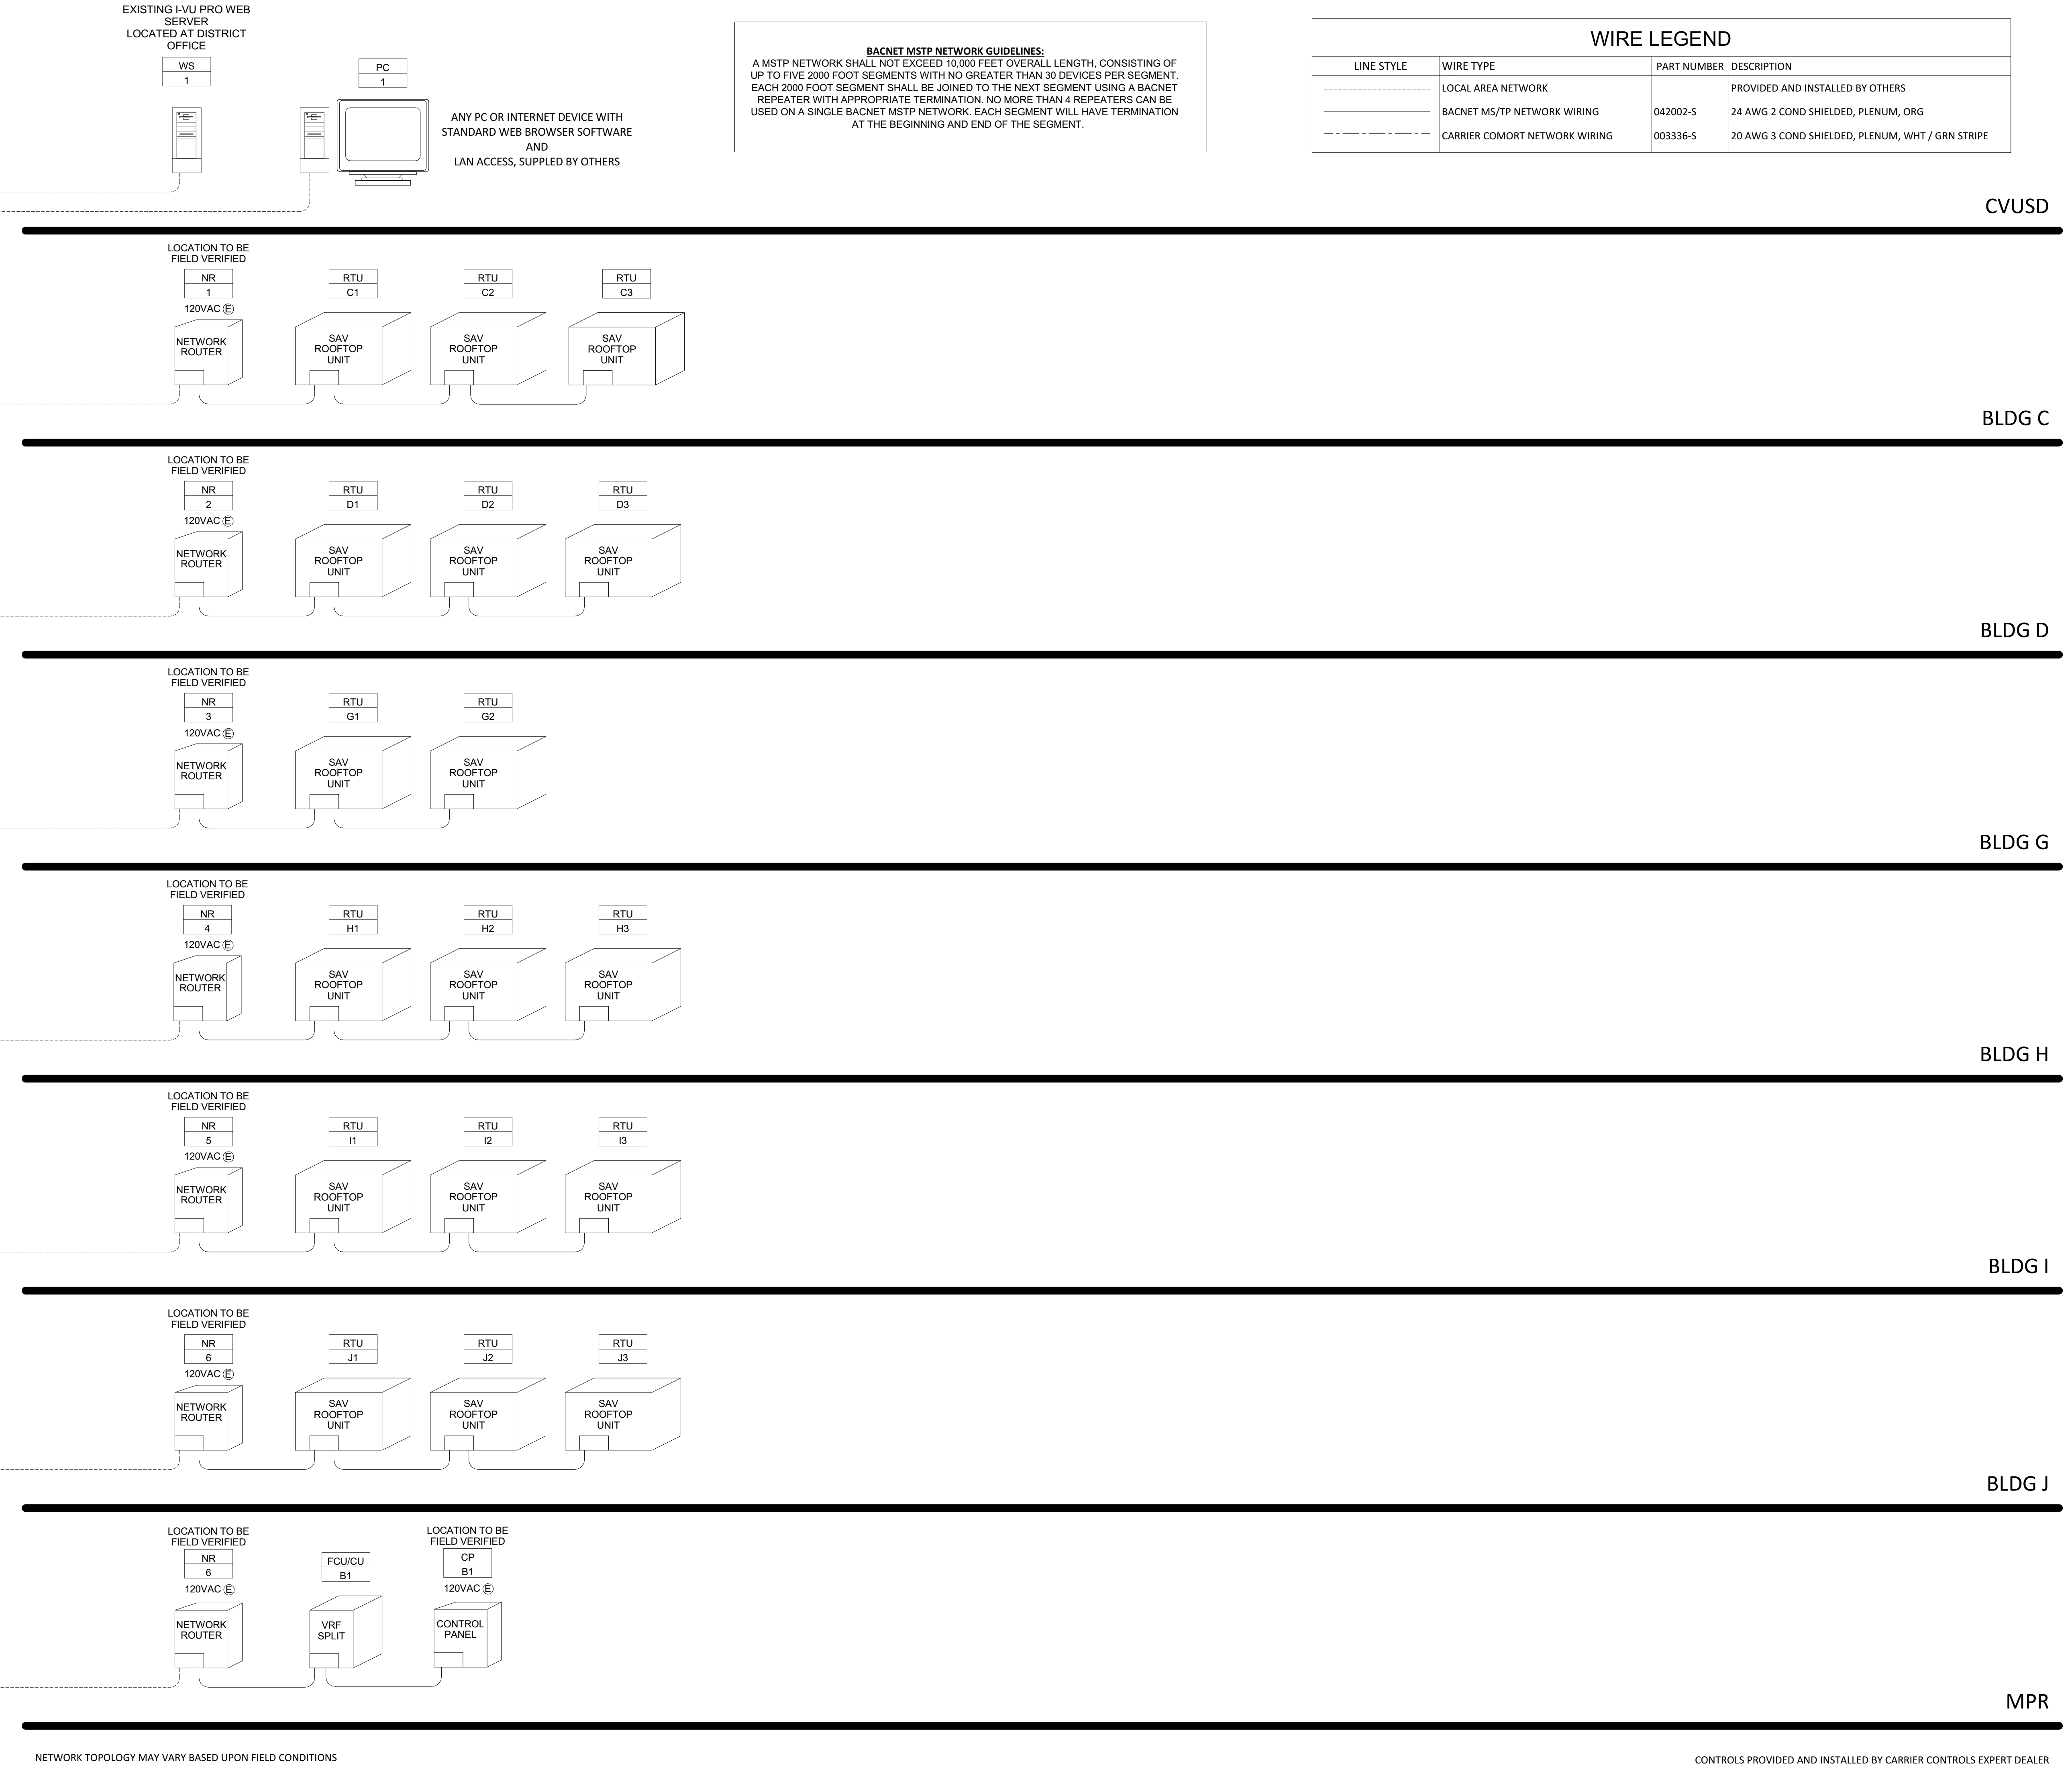 EXISTING I-VU PRO WEB
SERVER
LOCATED AT DISTRICT
OFFICE
WS
1
PC
1
ANY PC OR INTERNET DEVICE WITH
STANDARD WEB BROWSER SOFTWARE
AND
LAN ACCESS, SUPPLED BY OTHERS
BACNET MSTP NETWORK GUIDELINES:
A MSTP NETWORK SHALL NOT EXCEED 10,000 FEET OVERALL LENGTH, CONSISTING OF
UP TO FIVE 2000 FOOT SEGMENTS WITH NO GREATER THAN 30 DEVICES PER SEGMENT.
EACH 2000 FOOT SEGMENT SHALL BE JOINED TO THE NEXT SEGMENT USING A BACNET
REPEATER WITH APPROPRIATE TERMINATION. NO MORE THAN 4 REPEATERS CAN BE
USED ON A SINGLE BACNET MSTP NETWORK. EACH SEGMENT WILL HAVE TERMINATION
AT THE BEGINNING AND END OF THE SEGMENT.
WIRE LEGEND
LINE STYLE WIRE TYPE PART NUMBER DESCRIPTION
LOCAL AREA NETWORK PROVIDED AND INSTALLED BY OTHERS
BACNET MS/TP NETWORK WIRING 042002-S 24 AWG 2 COND SHIELDED, PLENUM, ORG
CARRIER COMORT NETWORK WIRING 003336-S 20 AWG 3 COND SHIELDED, PLENUM, WHT / GRN STRIPE
CVUSD
LOCATION TO BE
FIELD VERIFIED
NR
1
120VAC E
NETWORK
ROUTER
RTU
C1
SAV
ROOFTOP
UNIT
RTU
C2
SAV
ROOFTOP
UNIT
RTU
C3
SAV
ROOFTOP
UNIT
BLDG C
LOCATION TO BE
FIELD VERIFIED
NR
2
120VAC E
NETWORK
ROUTER
RTU
D1
SAV
ROOFTOP
UNIT
RTU
D2
SAV
ROOFTOP
UNIT
RTU
D3
SAV
ROOFTOP
UNIT
BLDG D
LOCATION TO BE
FIELD VERIFIED
NR
3
120VAC E
NETWORK
ROUTER
RTU
G1
SAV
ROOFTOP
UNIT
RTU
G2
SAV
ROOFTOP
UNIT
BLDG G
LOCATION TO BE
FIELD VERIFIED
NR
4
120VAC E
NETWORK
ROUTER
RTU
H1
SAV
ROOFTOP
UNIT
RTU
H2
SAV
ROOFTOP
UNIT
RTU
H3
SAV
ROOFTOP
UNIT
BLDG H
LOCATION TO BE
FIELD VERIFIED
NR
5
120VAC E
NETWORK
ROUTER
RTU
I1
SAV
ROOFTOP
UNIT
RTU
I2
SAV
ROOFTOP
UNIT
RTU
I3
SAV
ROOFTOP
UNIT
BLDG I
LOCATION TO BE
FIELD VERIFIED
NR
6
120VAC E
NETWORK
ROUTER
RTU
J1
SAV
ROOFTOP
UNIT
RTU
J2
SAV
ROOFTOP
UNIT
RTU
J3
SAV
ROOFTOP
UNIT
BLDG J
LOCATION TO BE
FIELD VERIFIED
NR
6
120VAC E
NETWORK
ROUTER
FCU/CU
B1
VRF
SPLIT
LOCATION TO BE
FIELD VERIFIED
CP
B1
120VAC E
CONTROL
PANEL
MPR
NETWORK TOPOLOGY MAY VARY BASED UPON FIELD CONDITIONS
CONTROLS PROVIDED AND INSTALLED BY CARRIER CONTROLS EXPERT DEALER